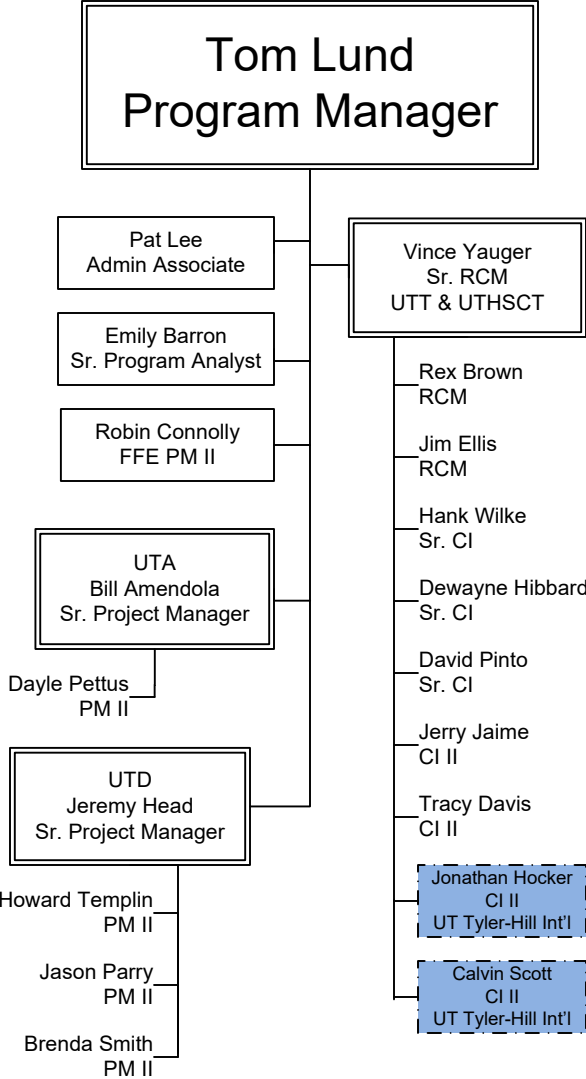 Tom Lund
Program Manager
Pat Lee
Admin Associate
Emily Barron
Sr. Program Analyst
Robin Connolly
FFE PM II
UTA
Bill Amendola
Sr. Project Manager
Dayle Pettus
PM II
UTD
Jeremy Head
Sr. Project Manager
Howard Templin
PM II
Jason Parry
PM II
Brenda Smith
PM II
Vince Yauger
Sr. RCM
UTT & UTHSCT
Rex Brown
RCM
Jim Ellis
RCM
Hank Wilke
Sr. CI
Dewayne Hibbard
Sr. CI
David Pinto
Sr. CI
Jerry Jaime
CI II
Tracy Davis
CI II
Jonathan Hocker
CI II
UT Tyler-Hill Int'l
Calvin Scott
CI II
UT Tyler-Hill Int'l